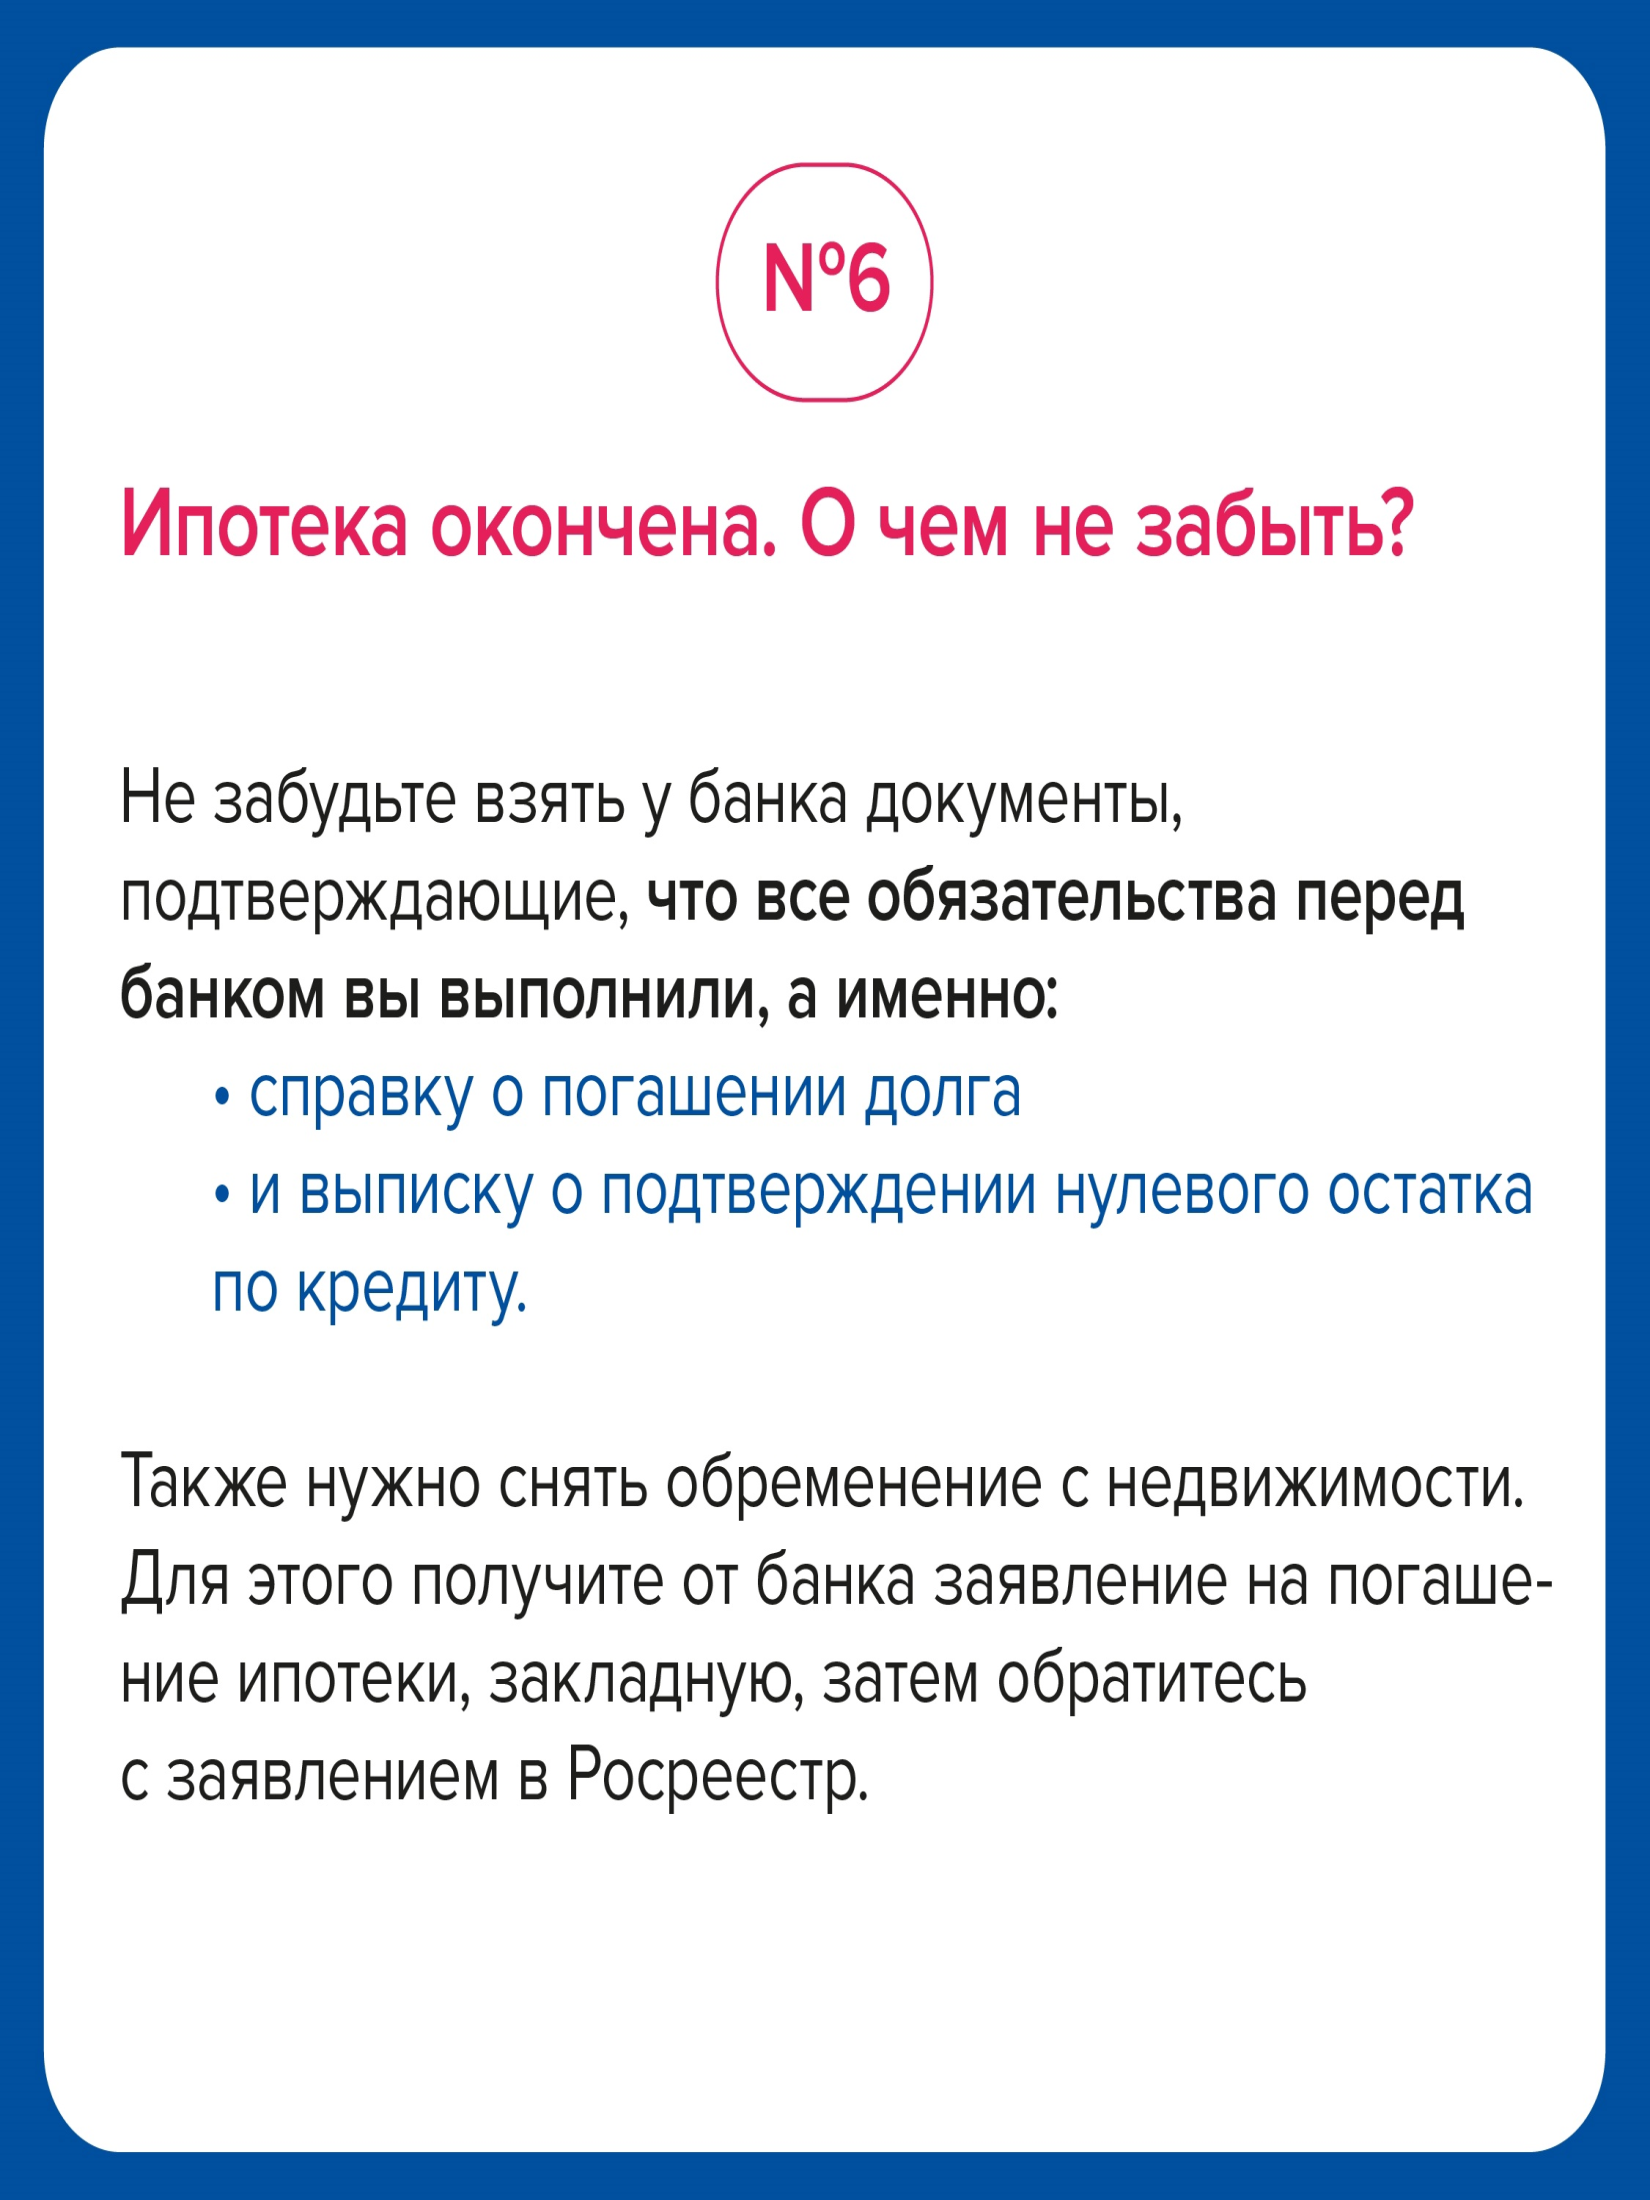 №6
Ипотека окончена. О чем не забыть?
Не забудьте взять у банка документы,
подтверждающие, что все обязательства перед
банком вы выполнили, а именно:
• справку о погашении долга
• и выписку о подтверждении нулевого остатка
по кредиту.
Также нужно снять обременение с недвижимости.
Для этого получите от банка заявление на погаше-
ние ипотеки, закладную, затем обратитесь
с заявлением в Росреестр.